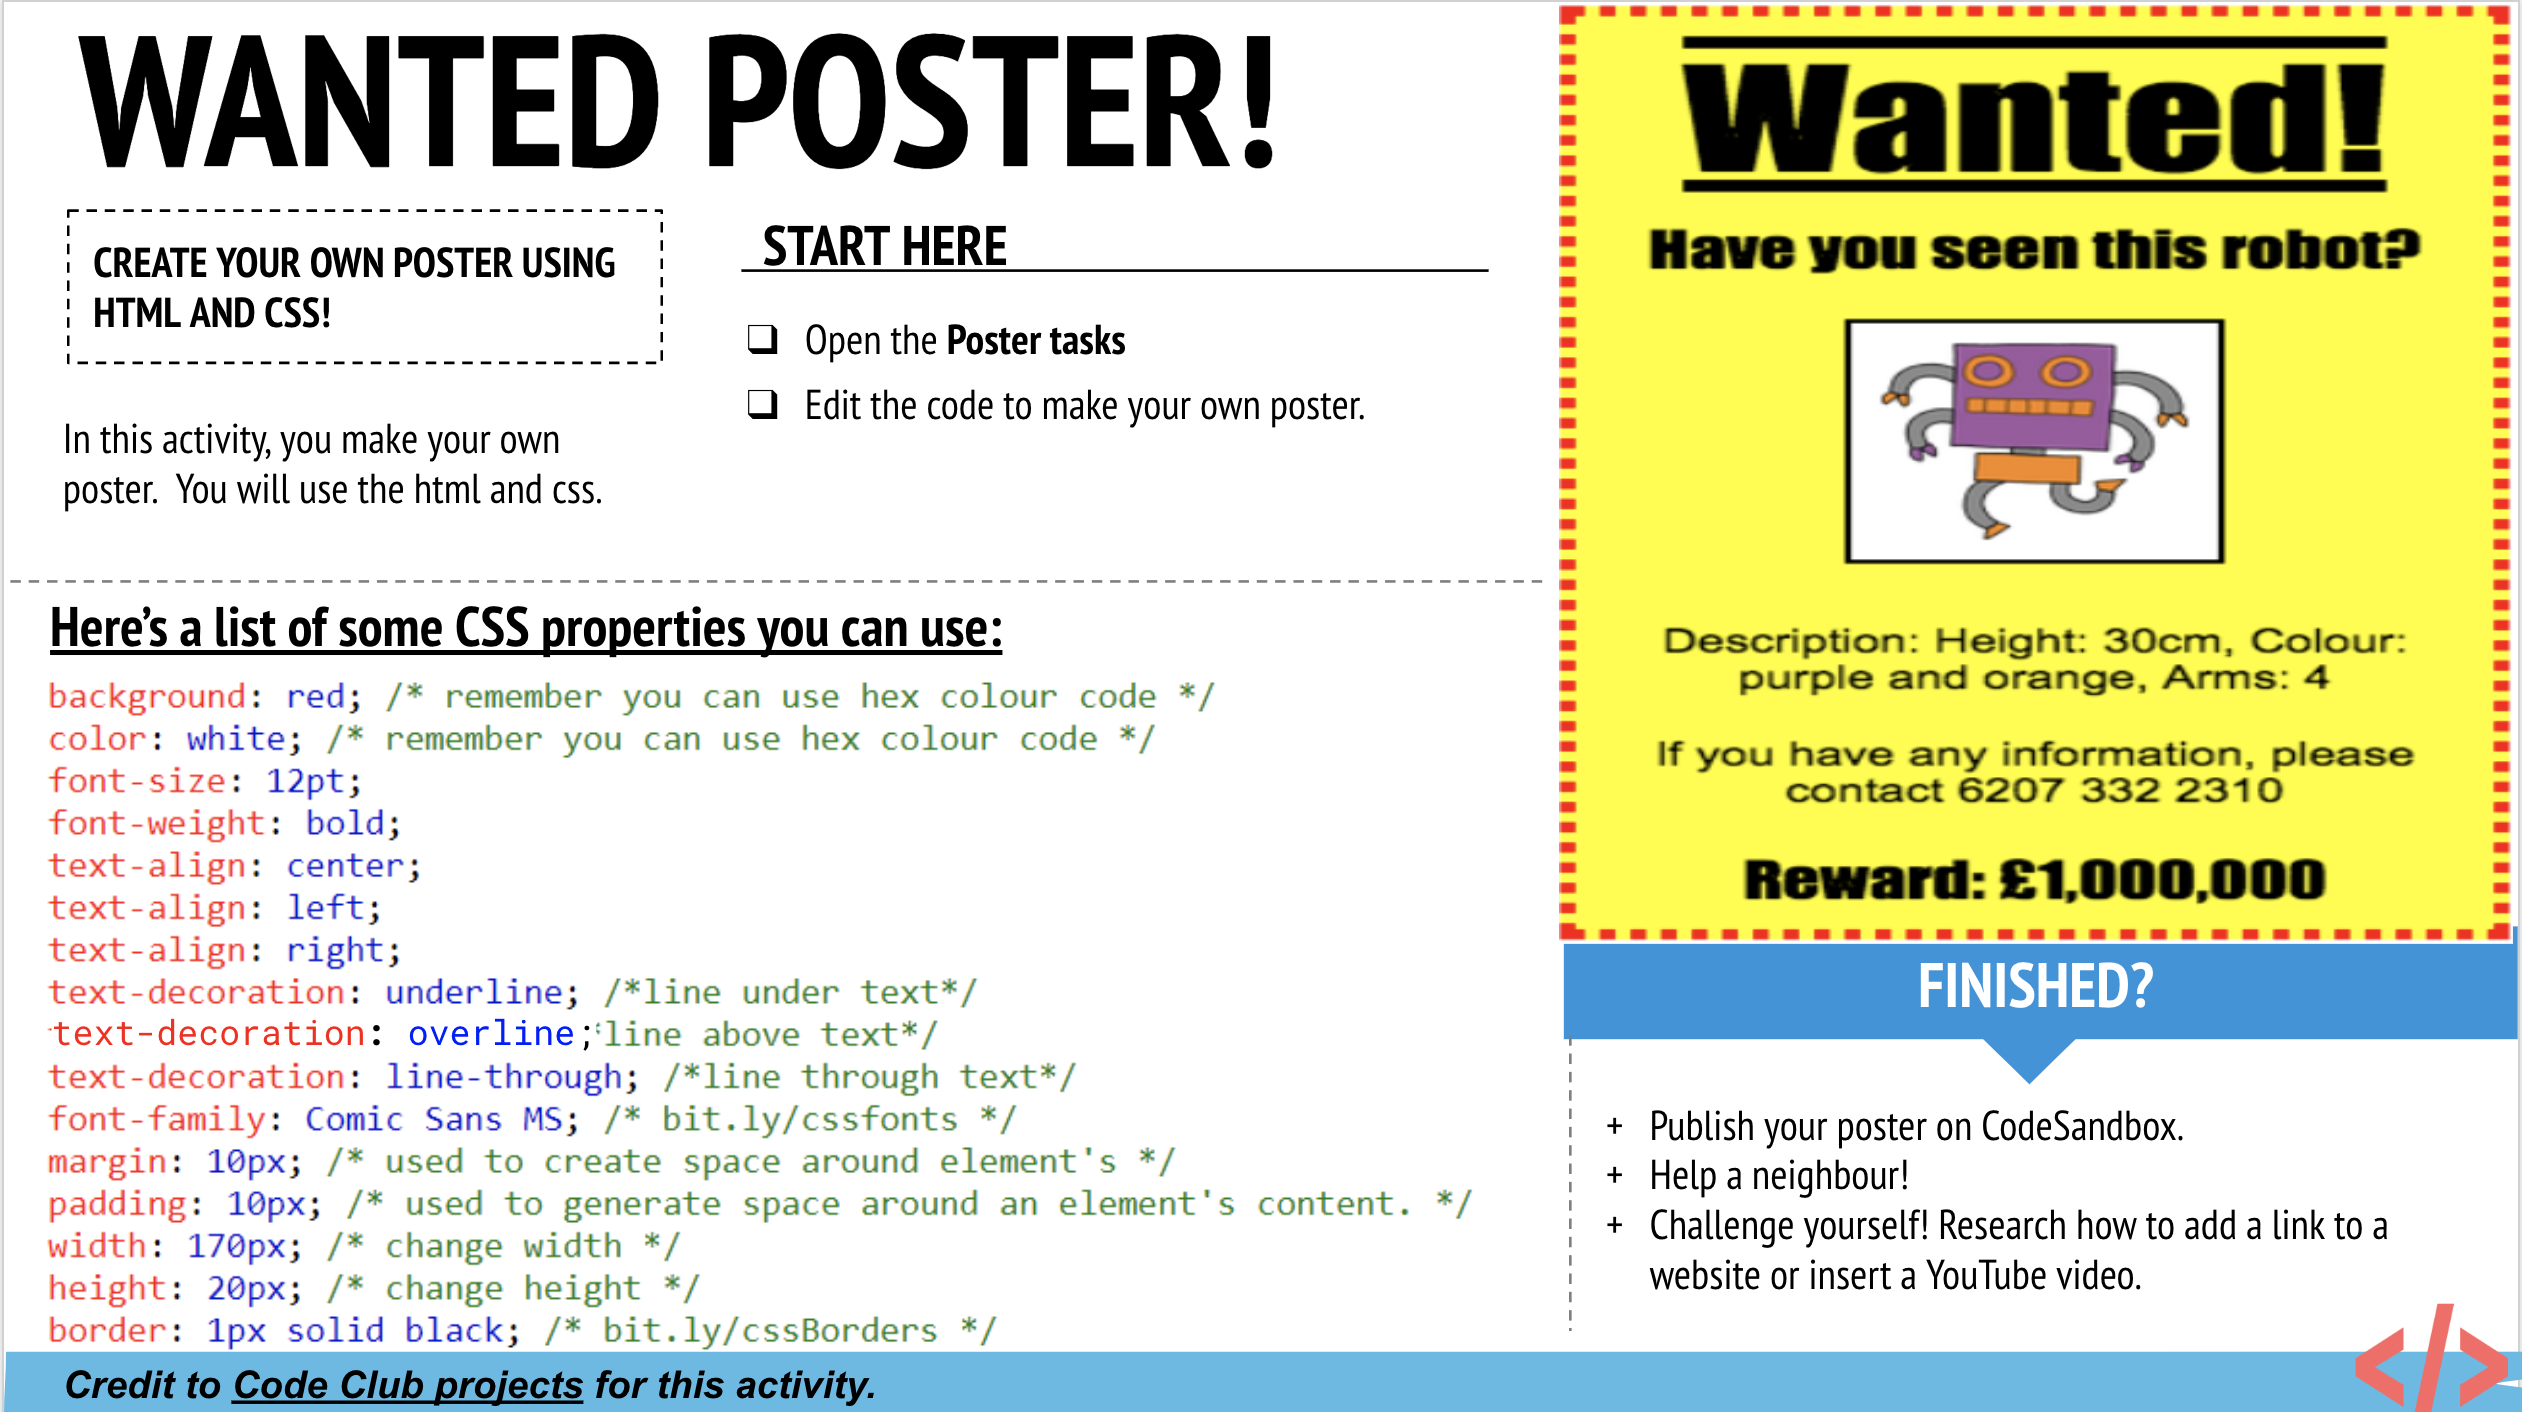 WANTED POSTER!
CREATE YOUR OWN POSTER USING
HTML AND CSS!
In this activity, you make your own
poster.  You will use the html and css.
START HERE
❏ Open the Poster tasks
❏ Edit the code to make your own poster.
Here’s a list of some CSS properties you can use:
background: red; /* remember you can use hex colour code */
color: white; /* remember you can use hex colour code */
font-size: 12pt;
font-weight: bold;
text-align: center;
text-align: left;
text-align: right;
text-decoration: underline; /*line under text*/
text-decoration: overline; line above text*/
text-decoration: line-through; /*line through text*/
font-family: Comic Sans MS; /* bit.ly/cssfonts */
margin: 10px; /* used to create space around element's */
padding: 10px; /* used to generate space around an element's content. */
width: 170px; /* change width */
height: 20px; /* change height */
border: 1px solid black; /* bit.ly/cssBorders */
Wanted!
Have you seen this robot?
Description: Height: 30cm, Colour:
purple and orange, Arms: 4
If you have any information, please
contact 6207 332 2310
Reward: £1,000,000
FINISHED?
+ Publish your poster on CodeSandbox.
+ Help a neighbour!
+ Challenge yourself! Research how to add a link to a
website or insert a YouTube video.
Credit to Code Club projects for this activity.
</>